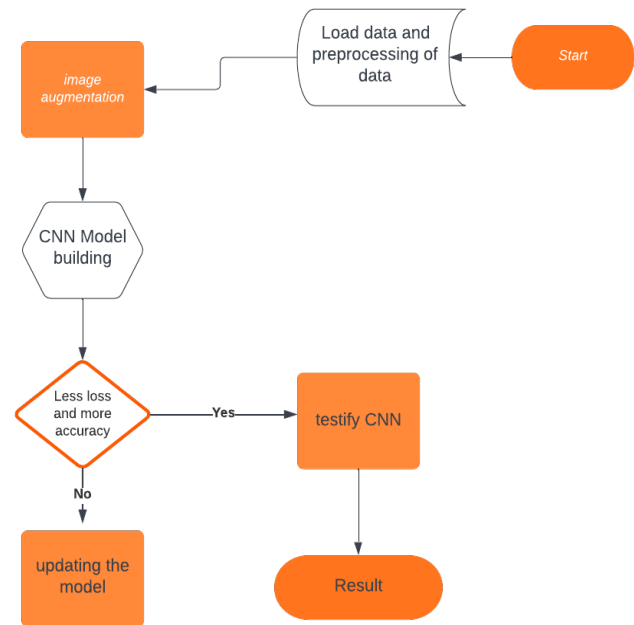 Start
Load data and
preprocessing of
data
image
augmentation
CNN Model
building
Less loss
and more
accuracy
Yes
testify CNN
No
updating the
model
Result